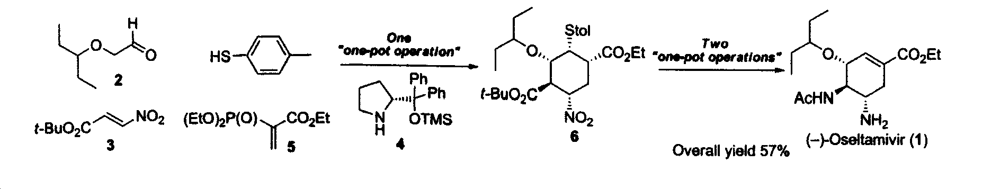 H
O
O
2
HS
One
"one-pot operation"
Ph
Ph
N
H
OTMS
4
t-BuO2C
NO2
3
(EtO)2P(O)
CO2Et
5
O
Stol
CO2Et
t-BuO2C
NO2
6
Two
"one-pot operations"
O
CO2Et
AcHN
NH2
(–)-Oseltamivir (1)
Overall yield 57%